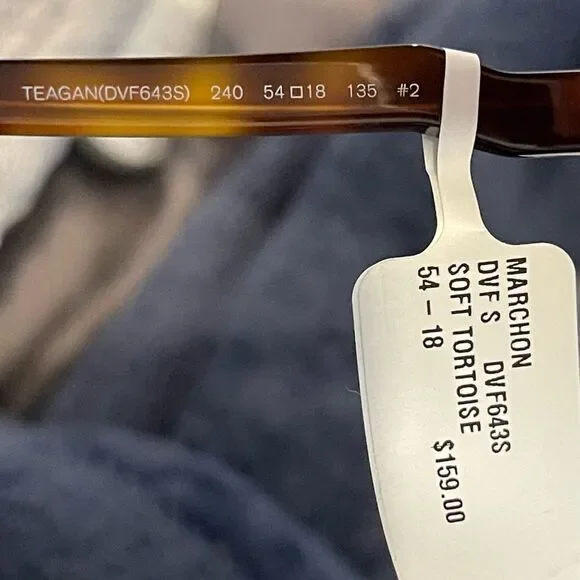 TEAGAN(DVF643S) 240 54□18 135 #2
MARCHON
DVF S DVF643S
SOFT TORTOISE
54 - 18 $159.00